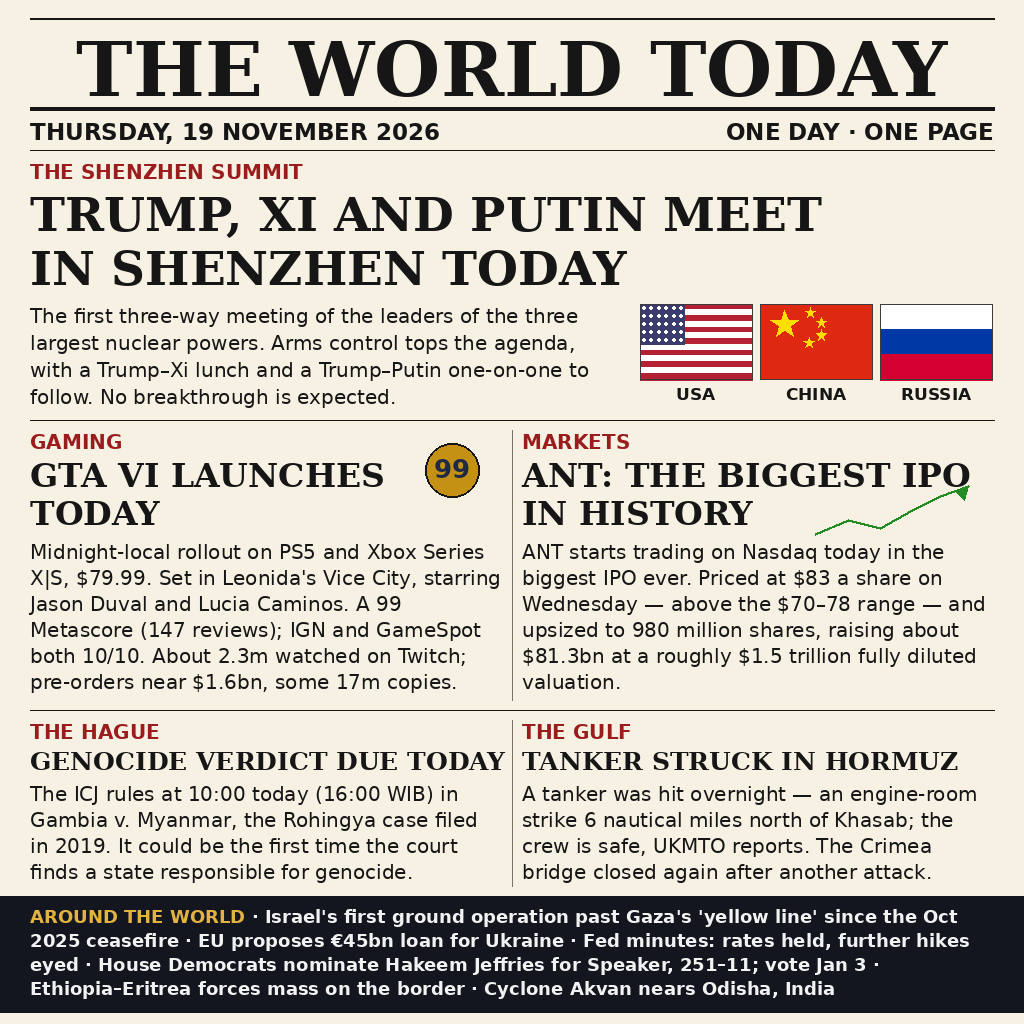 THE WORLD TODAY
THURSDAY, 19 NOVEMBER 2026
ONE DAY · ONE PAGE
THE SHENZHEN SUMMIT
TRUMP, XI AND PUTIN MEET
IN SHENZHEN TODAY
The first three-way meeting of the leaders of the three
largest nuclear powers. Arms control tops the agenda,
with a Trump–Xi lunch and a Trump–Putin one-on-one to
follow. No breakthrough is expected.
USA
CHINA
RUSSIA
GAMING
GTA VI LAUNCHES
TODAY
99
Midnight-local rollout on PS5 and Xbox Series
X|S, $79.99. Set in Leonida's Vice City, starring
Jason Duval and Lucia Caminos. A 99
Metascore (147 reviews); IGN and GameSpot
both 10/10. About 2.3m watched on Twitch;
pre-orders near $1.6bn, some 17m copies.
MARKETS
ANT: THE BIGGEST IPO
IN HISTORY
ANT starts trading on Nasdaq today in the
biggest IPO ever. Priced at $83 a share on
Wednesday — above the $70–78 range — and
upsized to 980 million shares, raising about
$81.3bn at a roughly $1.5 trillion fully diluted
valuation.
THE HAGUE
GENOCIDE VERDICT DUE TODAY
The ICJ rules at 10:00 today (16:00 WIB) in
Gambia v. Myanmar, the Rohingya case filed
in 2019. It could be the first time the court
finds a state responsible for genocide.
THE GULF
TANKER STRUCK IN HORMUZ
A tanker was hit overnight — an engine-room
strike 6 nautical miles north of Khasab; the
crew is safe, UKMTO reports. The Crimea
bridge closed again after another attack.
AROUND THE WORLD · Israel's first ground operation past Gaza's 'yellow line' since the Oct
2025 ceasefire · EU proposes €45bn loan for Ukraine · Fed minutes: rates held, further hikes
eyed · House Democrats nominate Hakeem Jeffries for Speaker, 251–11; vote Jan 3 ·
Ethiopia–Eritrea forces mass on the border · Cyclone Akvan nears Odisha, India